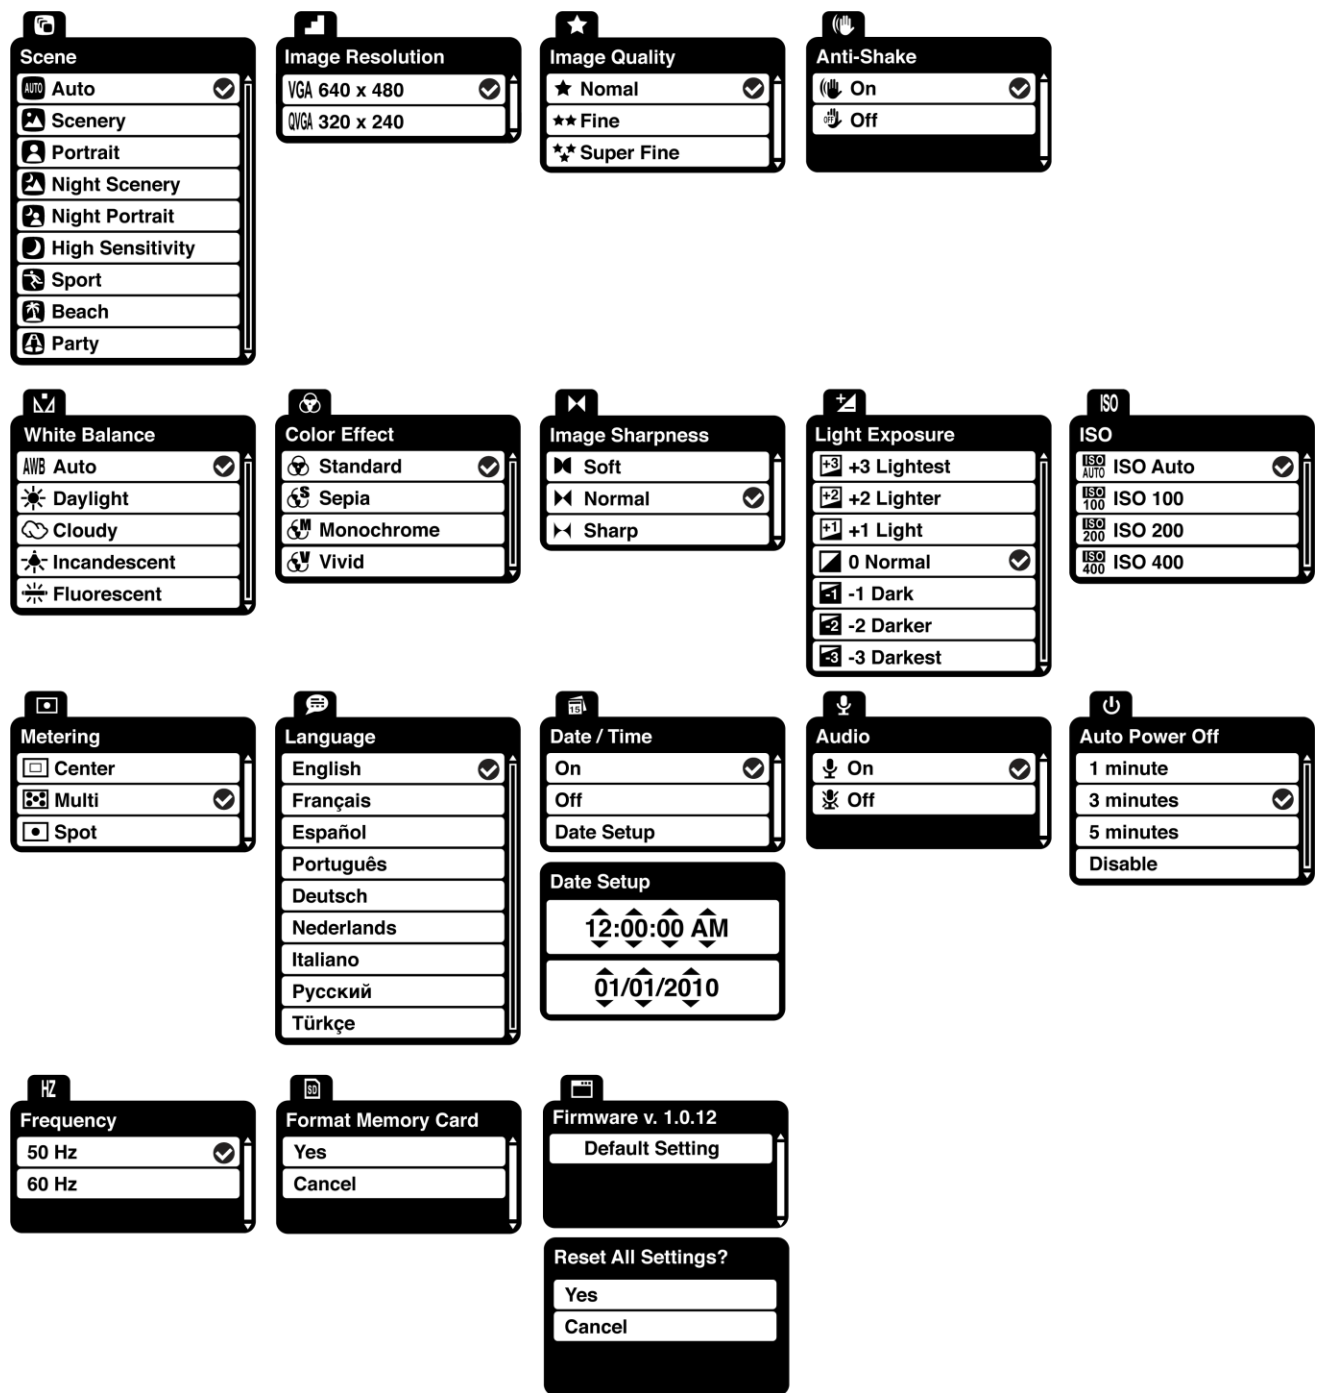 Scene
AUTO Auto
Scenery
Portrait
Night Scenery
Night Portrait
High Sensitivity
Sport
Beach
Party
Image Resolution
VGA 640 x 480
QVGA 320 x 240
Image Quality
Nomal
Fine
Super Fine
Anti-Shake
On
OFF Off
White Balance
AWB Auto
Daylight
Cloudy
Incandescent
Fluorescent
Color Effect
Standard
S Sepia
M Monochrome
V Vivid
Image Sharpness
Soft
Normal
Sharp
Light Exposure
+3 +3 Lightest
+2 +2 Lighter
+1 +1 Light
0 Normal
-1 -1 Dark
-2 -2 Darker
-3 -3 Darkest
ISO
ISO
ISO AUTO ISO Auto
ISO 100 ISO 100
ISO 200 ISO 200
ISO 400 ISO 400
Metering
Center
Multi
Spot
Language
English
Français
Español
Português
Deutsch
Nederlands
Italiano
Русский
Türkçe
15
Date / Time
On
Off
Date Setup
Date Setup
12:00:00 AM
01/01/2010
Audio
On
Off
Auto Power Off
1 minute
3 minutes
5 minutes
Disable
HZ
Frequency
50 Hz
60 Hz
SD
Format Memory Card
Yes
Cancel
Firmware v. 1.0.12
Default Setting
Reset All Settings?
Yes
Cancel